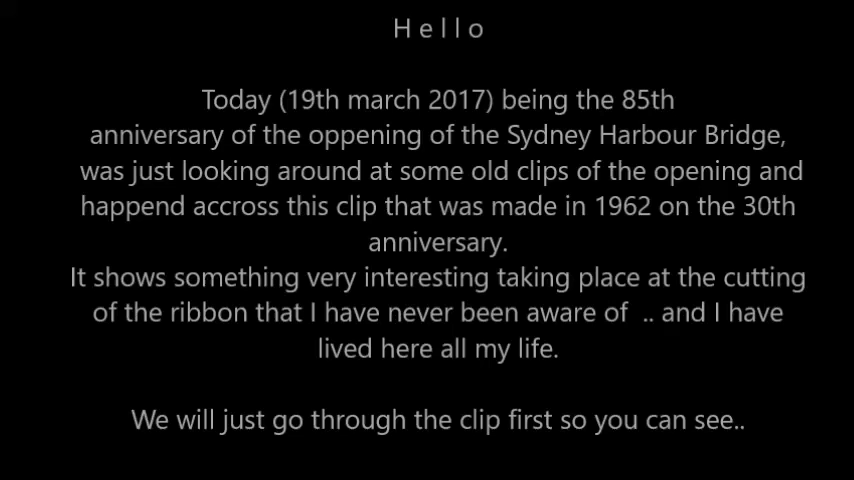 H e l l o
Today (19th march 2017) being the 85th
anniversary of the oppening of the Sydney Harbour Bridge,
was just looking around at some old clips of the opening and
happend accross this clip that was made in 1962 on the 30th
anniversary.
It shows something very interesting taking place at the cutting
of the ribbon that I have never been aware of  .. and I have
lived here all my life.
We will just go through the clip first so you can see..